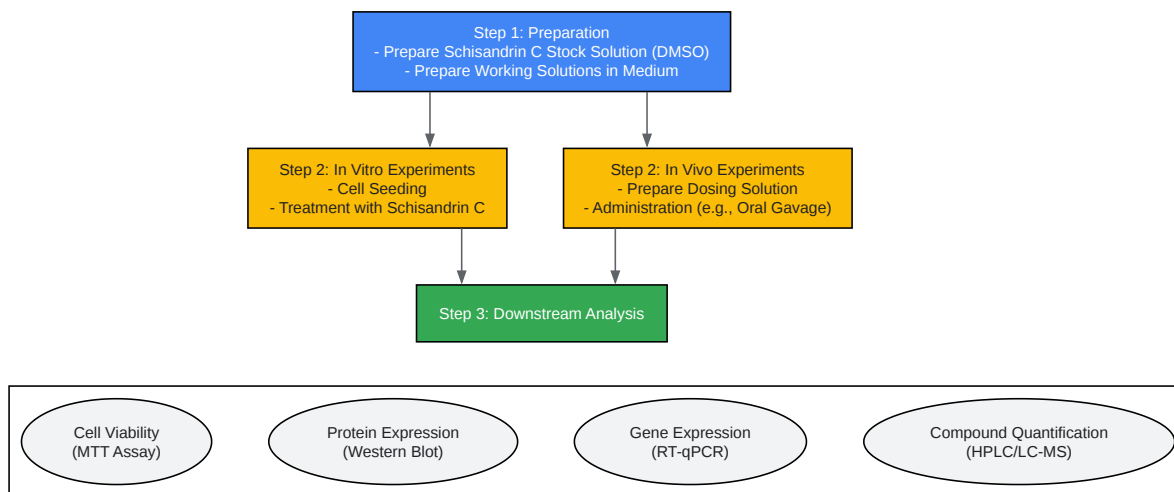 Step 1: Preparation
- Prepare Schisandrin C Stock Solution (DMSO)
- Prepare Working Solutions in Medium
Step 2: In Vitro Experiments
- Cell Seeding
- Treatment with Schisandrin C
Step 2: In Vivo Experiments
- Prepare Dosing Solution
- Administration (e.g., Oral Gavage)
Step 3: Downstream Analysis
Cell Viability
(MTT Assay)
Protein Expression
(Western Blot)
Gene Expression
(RT-qPCR)
Compound Quantification
(HPLC/LC-MS)